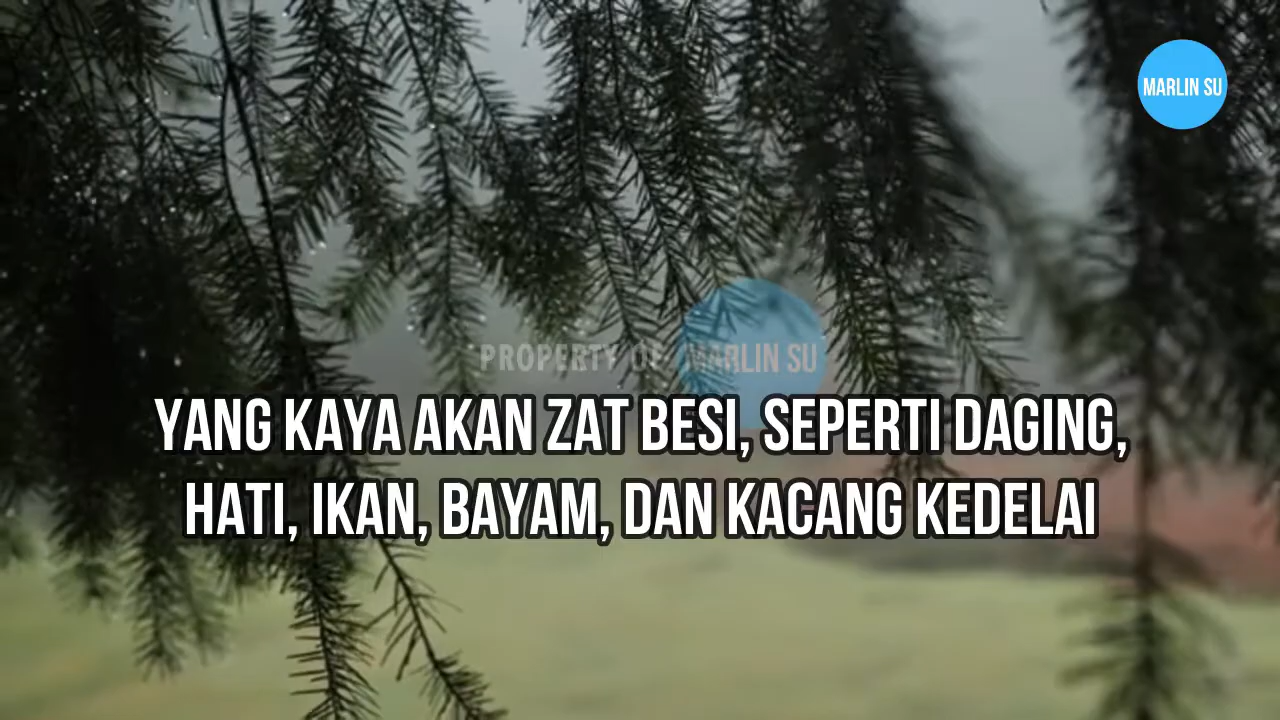 MARLIN SU
PROPERTY OF MARLIN SU
YANG KAYA AKAN ZAT BESI, SEPERTI DAGING,
HATI, IKAN, BAYAM, DAN KACANG KEDELAI